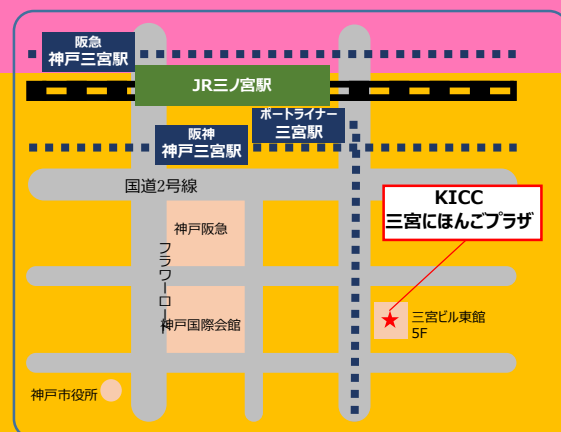 阪急
神戸三宮駅
JR三ノ宮駅
ポートライナー
三宮駅
阪神
神戸三宮駅
国道2号線
KICC
三宮にほんごプラザ
神戸阪急
フラワーロード
神戸国際会館
三宮ビル東館
5F
神戸市役所